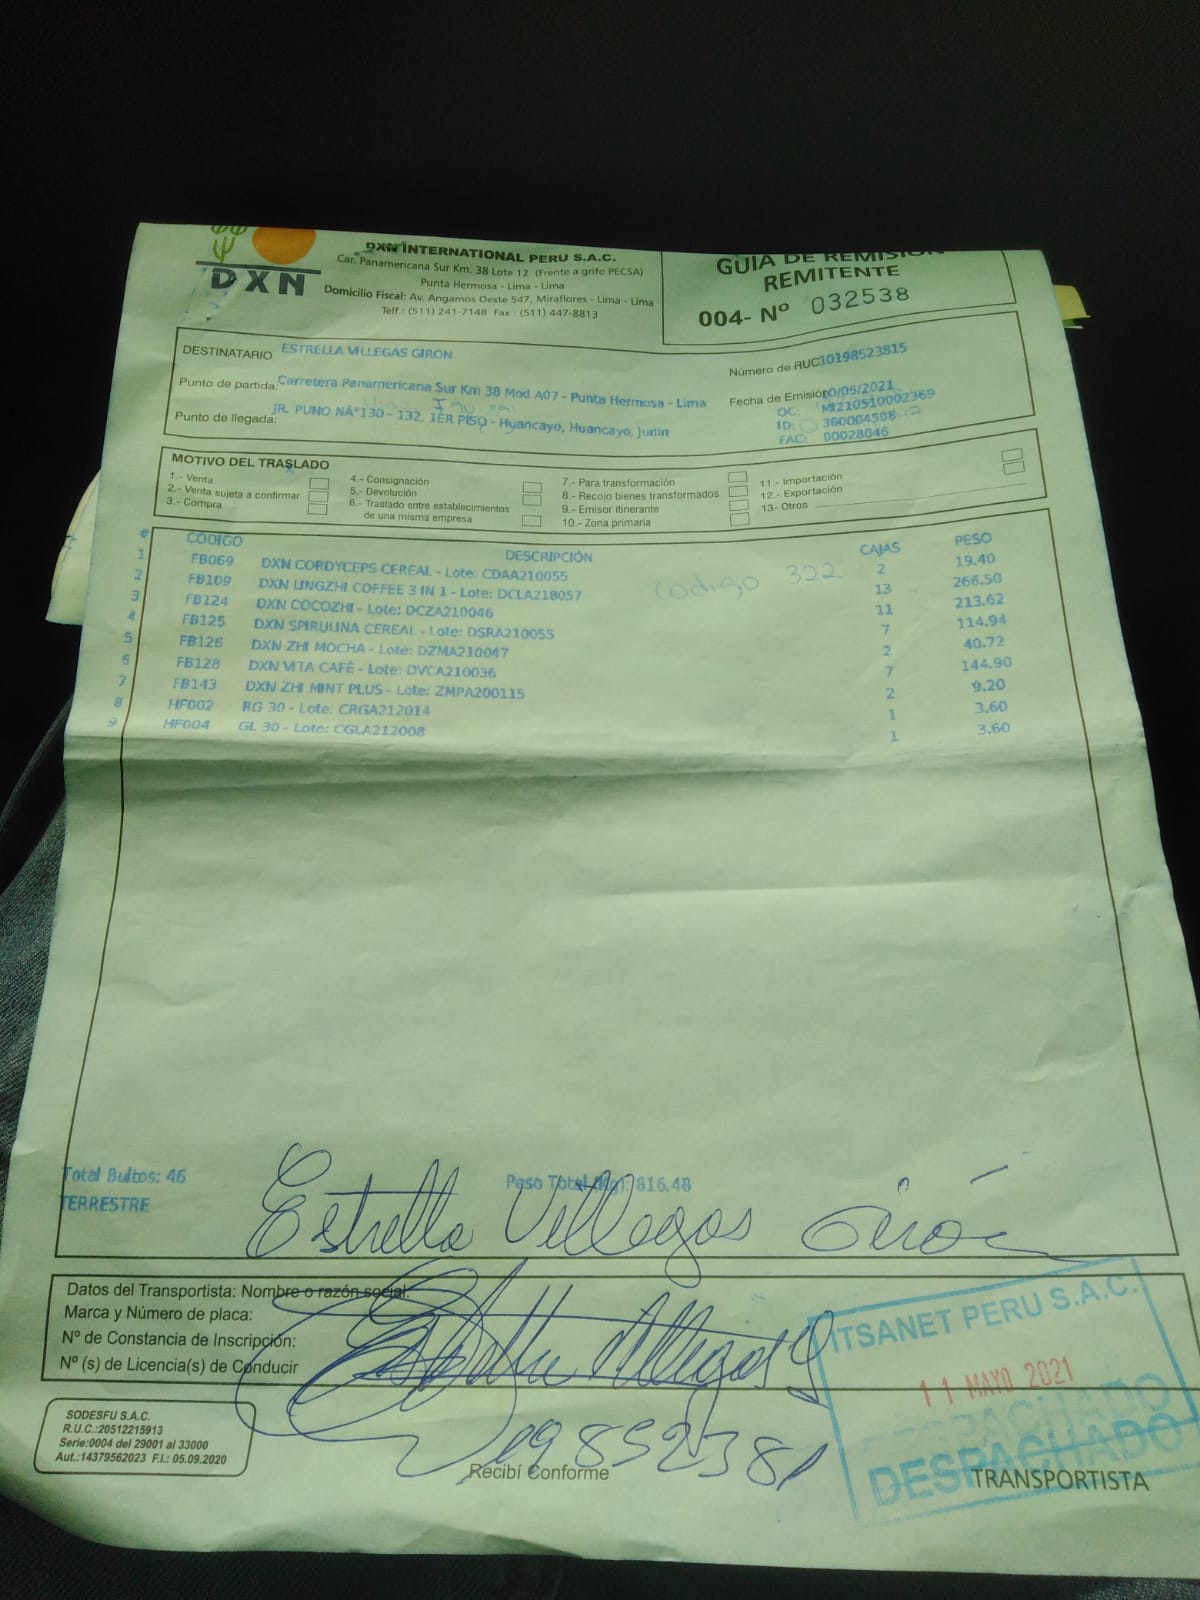 DXN
DXN INTERNATIONAL PERU S.A.C.
Car. Panamericana Sur Km. 38 Lote 12 (Frente a grifo PECSA)
Punta Hermosa - Lima - Lima
Domicilio Fiscal: Av. Angamos Oeste 547, Miraflores - Lima - Lima
Telf.: (511) 241-7148 Fax : (511) 447-8813
GUIA DE REMISION
REMITENTE
004- Nº 032538
DESTINATARIO ESTRELLA VILLEGAS GIRON
Número de RUC 10198523815
Punto de partida: Carretera Panamericana Sur Km 38 Mod A07 - Punta Hermosa - Lima
Fecha de Emisión 0/05/2021
OC: MI210510002369
Punto de llegada: JR. PUNO NÂ°130 - 132, 1ER PISO - Huancayo, Huancayo, Junin
ID: 360004508
FAC: 00028046
MOTIVO DEL TRASLADO
1.- Venta
2.- Venta sujeta a confirmar
3.- Compra
4.- Consignación
5.- Devolución
6.- Traslado entre establecimientos
de una misma empresa
7.- Para transformación
8.- Recojo bienes transformados
9.- Emisor itinerante
10.- Zona primaria
11.- Importación
12.- Exportación
13- Otros
# CÓDIGO DESCRIPCIÓN CAJAS PESO
1 FB069 DXN CORDYCEPS CEREAL - Lote: CDAA210055 2 19.40
2 FB109 DXN LINGZHI COFFEE 3 IN 1 - Lote: DCLA218057 13 266.50
codigo 322
3 FB124 DXN COCOZHI - Lote: DCZA210046 11 213.62
4 FB125 DXN SPIRULINA CEREAL - Lote: DSRA210055 7 114.94
5 FB126 DXN ZHI MOCHA - Lote: DZMA210047 2 40.72
6 FB128 DXN VITA CAFÉ - Lote: DVCA210036 7 144.90
7 FB143 DXN ZHI MINT PLUS - Lote: ZMPA200115 2 9.20
8 HF002 RG 30 - Lote: CRGA212014 1 3.60
9 HF004 GL 30 - Lote: CGLA212008 1 3.60
Total Bultos: 46 Peso Total (Kg): 816.48
TERRESTRE
Estrella Villegas Girón
Datos del Transportista: Nombre o razón social:
Marca y Número de placa:
Nº de Constancia de Inscripción:
Nº (s) de Licencia(s) de Conducir
ITSANET PERU S.A.C.
11 MAYO 2021
DESPACHADO
DESPACHADO
SODESFU S.A.C.
R.U.C.:20512215913
Serie:0004 del 29001 al 33000
Aut.:14379562023 F.I.: 05.09.2020
19852381
Recibí Conforme
TRANSPORTISTA